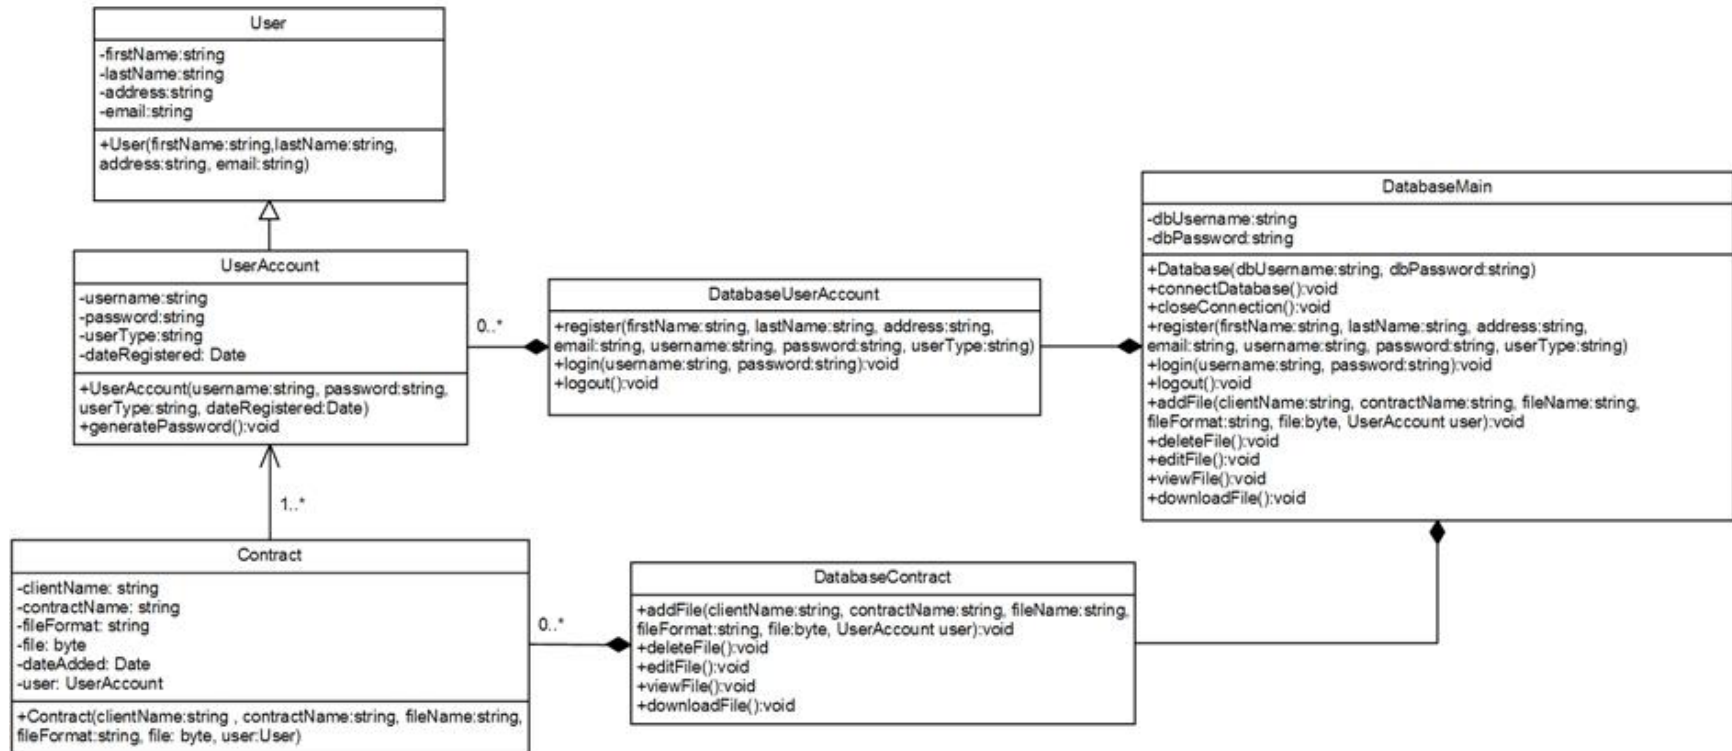 User
-firstName:string
-lastName:string
-address:string
-email:string
+User(firstName:string,lastName:string,
address:string, email:string)
UserAccount
-username:string
-password:string
-userType:string
-dateRegistered: Date
+UserAccount(username:string, password:string,
userType:string, dateRegistered:Date)
+generatePassword():void
0..*
DatabaseUserAccount
+register(firstName:string, lastName:string, address:string,
email:string, username:string, password:string, userType:string)
+login(username:string, password:string):void
+logout():void
DatabaseMain
-dbUsername:string
-dbPassword:string
+Database(dbUsername:string, dbPassword:string)
+connectDatabase():void
+closeConnection():void
+register(firstName:string, lastName:string, address:string,
email:string, username:string, password:string, userType:string)
+login(username:string, password:string):void
+logout():void
+addFile(clientName:string, contractName:string, fileName:string,
fileFormat:string, file:byte, UserAccount user):void
+deleteFile():void
+editFile():void
+viewFile():void
+downloadFile():void
1..*
Contract
-clientName: string
-contractName: string
-fileFormat: string
-file: byte
-dateAdded: Date
-user: UserAccount
+Contract(clientName:string , contractName:string, fileName:string,
fileFormat:string, file: byte, user:User)
0..*
DatabaseContract
+addFile(clientName:string, contractName:string, fileName:string,
fileFormat:string, file:byte, UserAccount user):void
+deleteFile():void
+editFile():void
+viewFile():void
+downloadFile():void